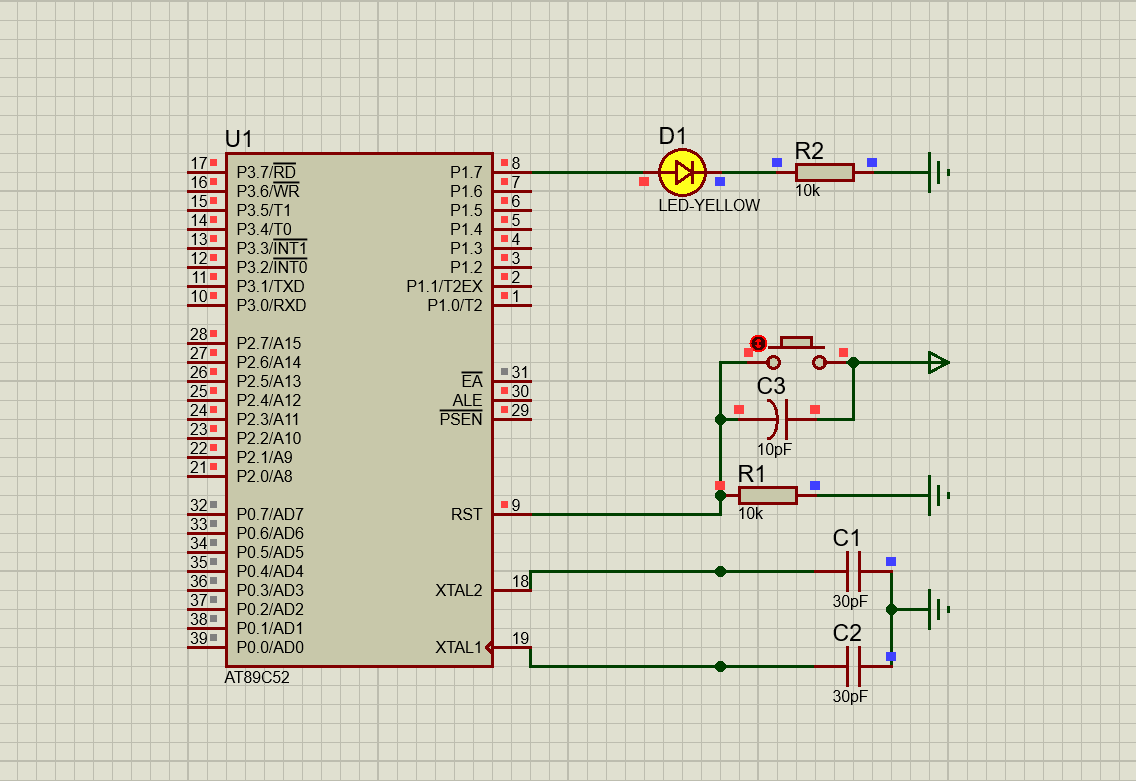 U1
17 P3.7/RD
16 P3.6/WR
15 P3.5/T1
14 P3.4/T0
13 P3.3/INT1
12 P3.2/INT0
11 P3.1/TXD
10 P3.0/RXD
28 P2.7/A15
27 P2.6/A14
26 P2.5/A13
25 P2.4/A12
24 P2.3/A11
23 P2.2/A10
22 P2.1/A9
21 P2.0/A8
32 P0.7/AD7
33 P0.6/AD6
34 P0.5/AD5
35 P0.4/AD4
36 P0.3/AD3
37 P0.2/AD2
38 P0.1/AD1
39 P0.0/AD0
P1.7 8
P1.6 7
P1.5 6
P1.4 5
P1.3 4
P1.2 3
P1.1/T2EX 2
P1.0/T2 1
EA 31
ALE 30
PSEN 29
RST 9
XTAL2 18
XTAL1 19
AT89C52
D1
LED-YELLOW
R2
10k
C3
10pF
R1
10k
C1
30pF
C2
30pF